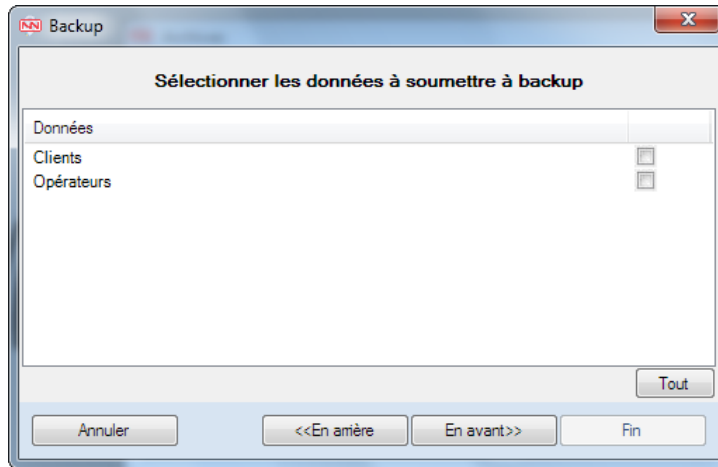 Backup
Sélectionner les données à soumettre à backup
Données
Clients
Opérateurs
Tout
Annuler
<<En arrière
En avant>>
Fin